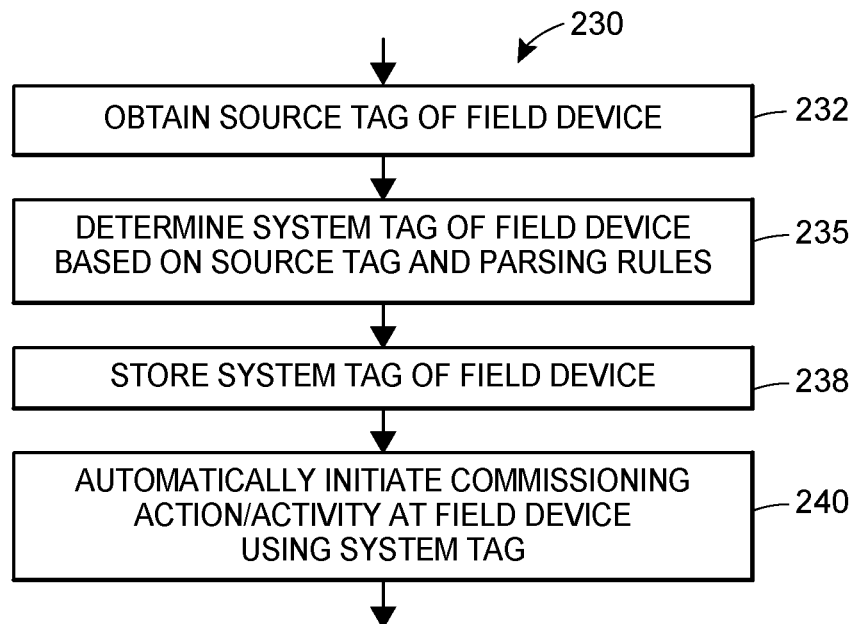 230
OBTAIN SOURCE TAG OF FIELD DEVICE
232
DETERMINE SYSTEM TAG OF FIELD DEVICE
BASED ON SOURCE TAG AND PARSING RULES
235
STORE SYSTEM TAG OF FIELD DEVICE
238
AUTOMATICALLY INITIATE COMMISSIONING
ACTION/ACTIVITY AT FIELD DEVICE
USING SYSTEM TAG
240